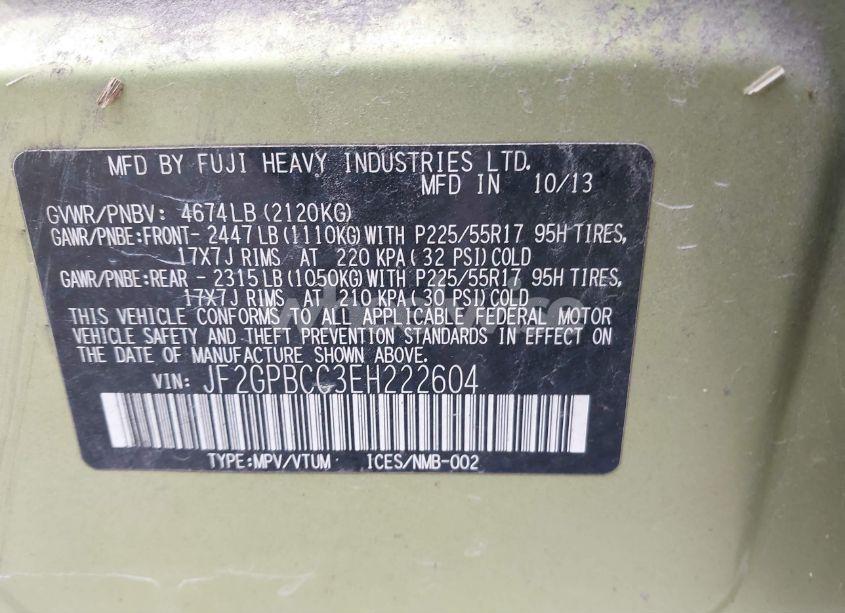 MFD BY FUJI HEAVY INDUSTRIES LTD.
MFD IN 10/13
GVWR/PNBV: 4674LB (2120KG)
GAWR/PNBE:FRONT- 2447LB (1110KG) WITH P225/55R17 95H TIRES,
17X7J RIMS AT 220 KPA (32 PSI) COLD
GAWR/PNBE:REAR - 2315LB (1050KG) WITH P225/55R17 95H TIRES,
17X7J RIMS AT 210 KPA (30 PSI) COLD
THIS VEHICLE CONFORMS TO ALL APPLICABLE FEDERAL MOTOR
VEHICLE SAFETY AND THEFT PREVENTION STANDARDS IN EFFECT ON
THE DATE OF MANUFACTURE SHOWN ABOVE.
VIN: JF2GPBCC3EH222604
TYPE:MPV/VTUM ICES/NMB-002